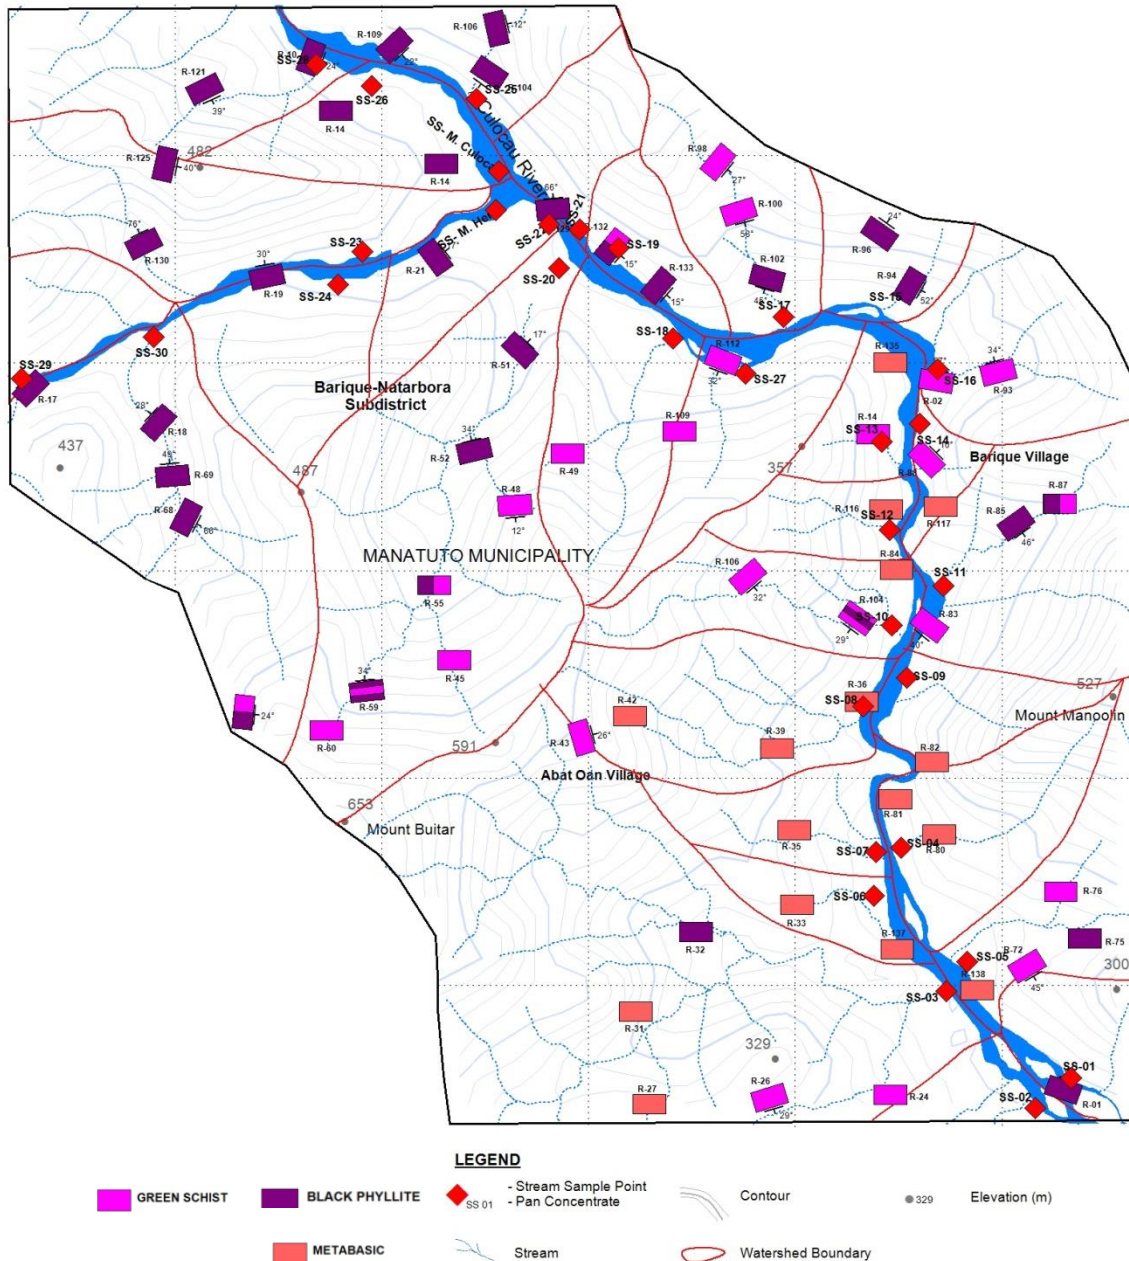 R-106
12°
R-109
22°
R-10
SS-28
24°
R-121
39°
SS-26
SS-25
R-104
R-14
Culocau River
R-98
27°
SS- M. Culoca
R-125
40°
482
R-14
R-100
58°
66°
SS-21
SS- M. Her
SS-22
R-132
SS-19
15°
24°
R-96
76°
R-130
SS-23
R-21
SS-20
R-133
15°
R-102
45°
R-94
52°
SS-15
30°
R-19
SS-24
SS-17
SS-30
17°
R-51
SS-18
R-112
32°
SS-27
R-135
SS-16
34°
R-93
R-02
SS-29
R-17
Barique-Natarbora
Subdistrict
28°
R-18
R-109
R-14
SS-13
SS-14
10°
R-88
Barique Village
437
45°
R-69
487
34°
R-52
R-49
357
R-68
66°
R-48
12°
R-116
SS-12
R-117
R-85
46°
R-87
MANATUTO MUNICIPALITY
R-84
R-55
R-106
32°
SS-11
R-104
SS-10
29°
R-83
40°
R-45
34°
R-59
24°
R-60
SS-09
R-36
SS-08
527
Mount Manoolin
R-42
R-43
26°
591
R-39
R-82
Abat Oan Village
653
Mount Buitar
R-81
R-35
SS-07
SS-04
R-80
SS-06
R-33
R-76
R-32
R-137
R-75
R-72
45°
SS-05
R-138
SS-03
300
R-31
329
SS-01
R-27
R-26
29°
R-24
SS-02
R-01
LEGEND
GREEN SCHIST
BLACK PHYLLITE
SS 01
- Stream Sample Point
- Pan Concentrate
Contour
329
Elevation (m)
METABASIC
Stream
Watershed Boundary